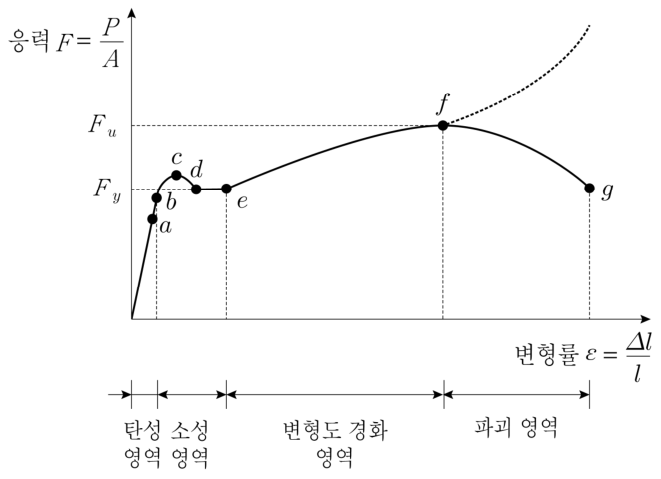 응력 F = P/A
f
F_u
c
d
F_y
b
e
g
a
변형률 ε = Δl/l
탄성 영역
소성 영역
변형도 경화 영역
파괴 영역